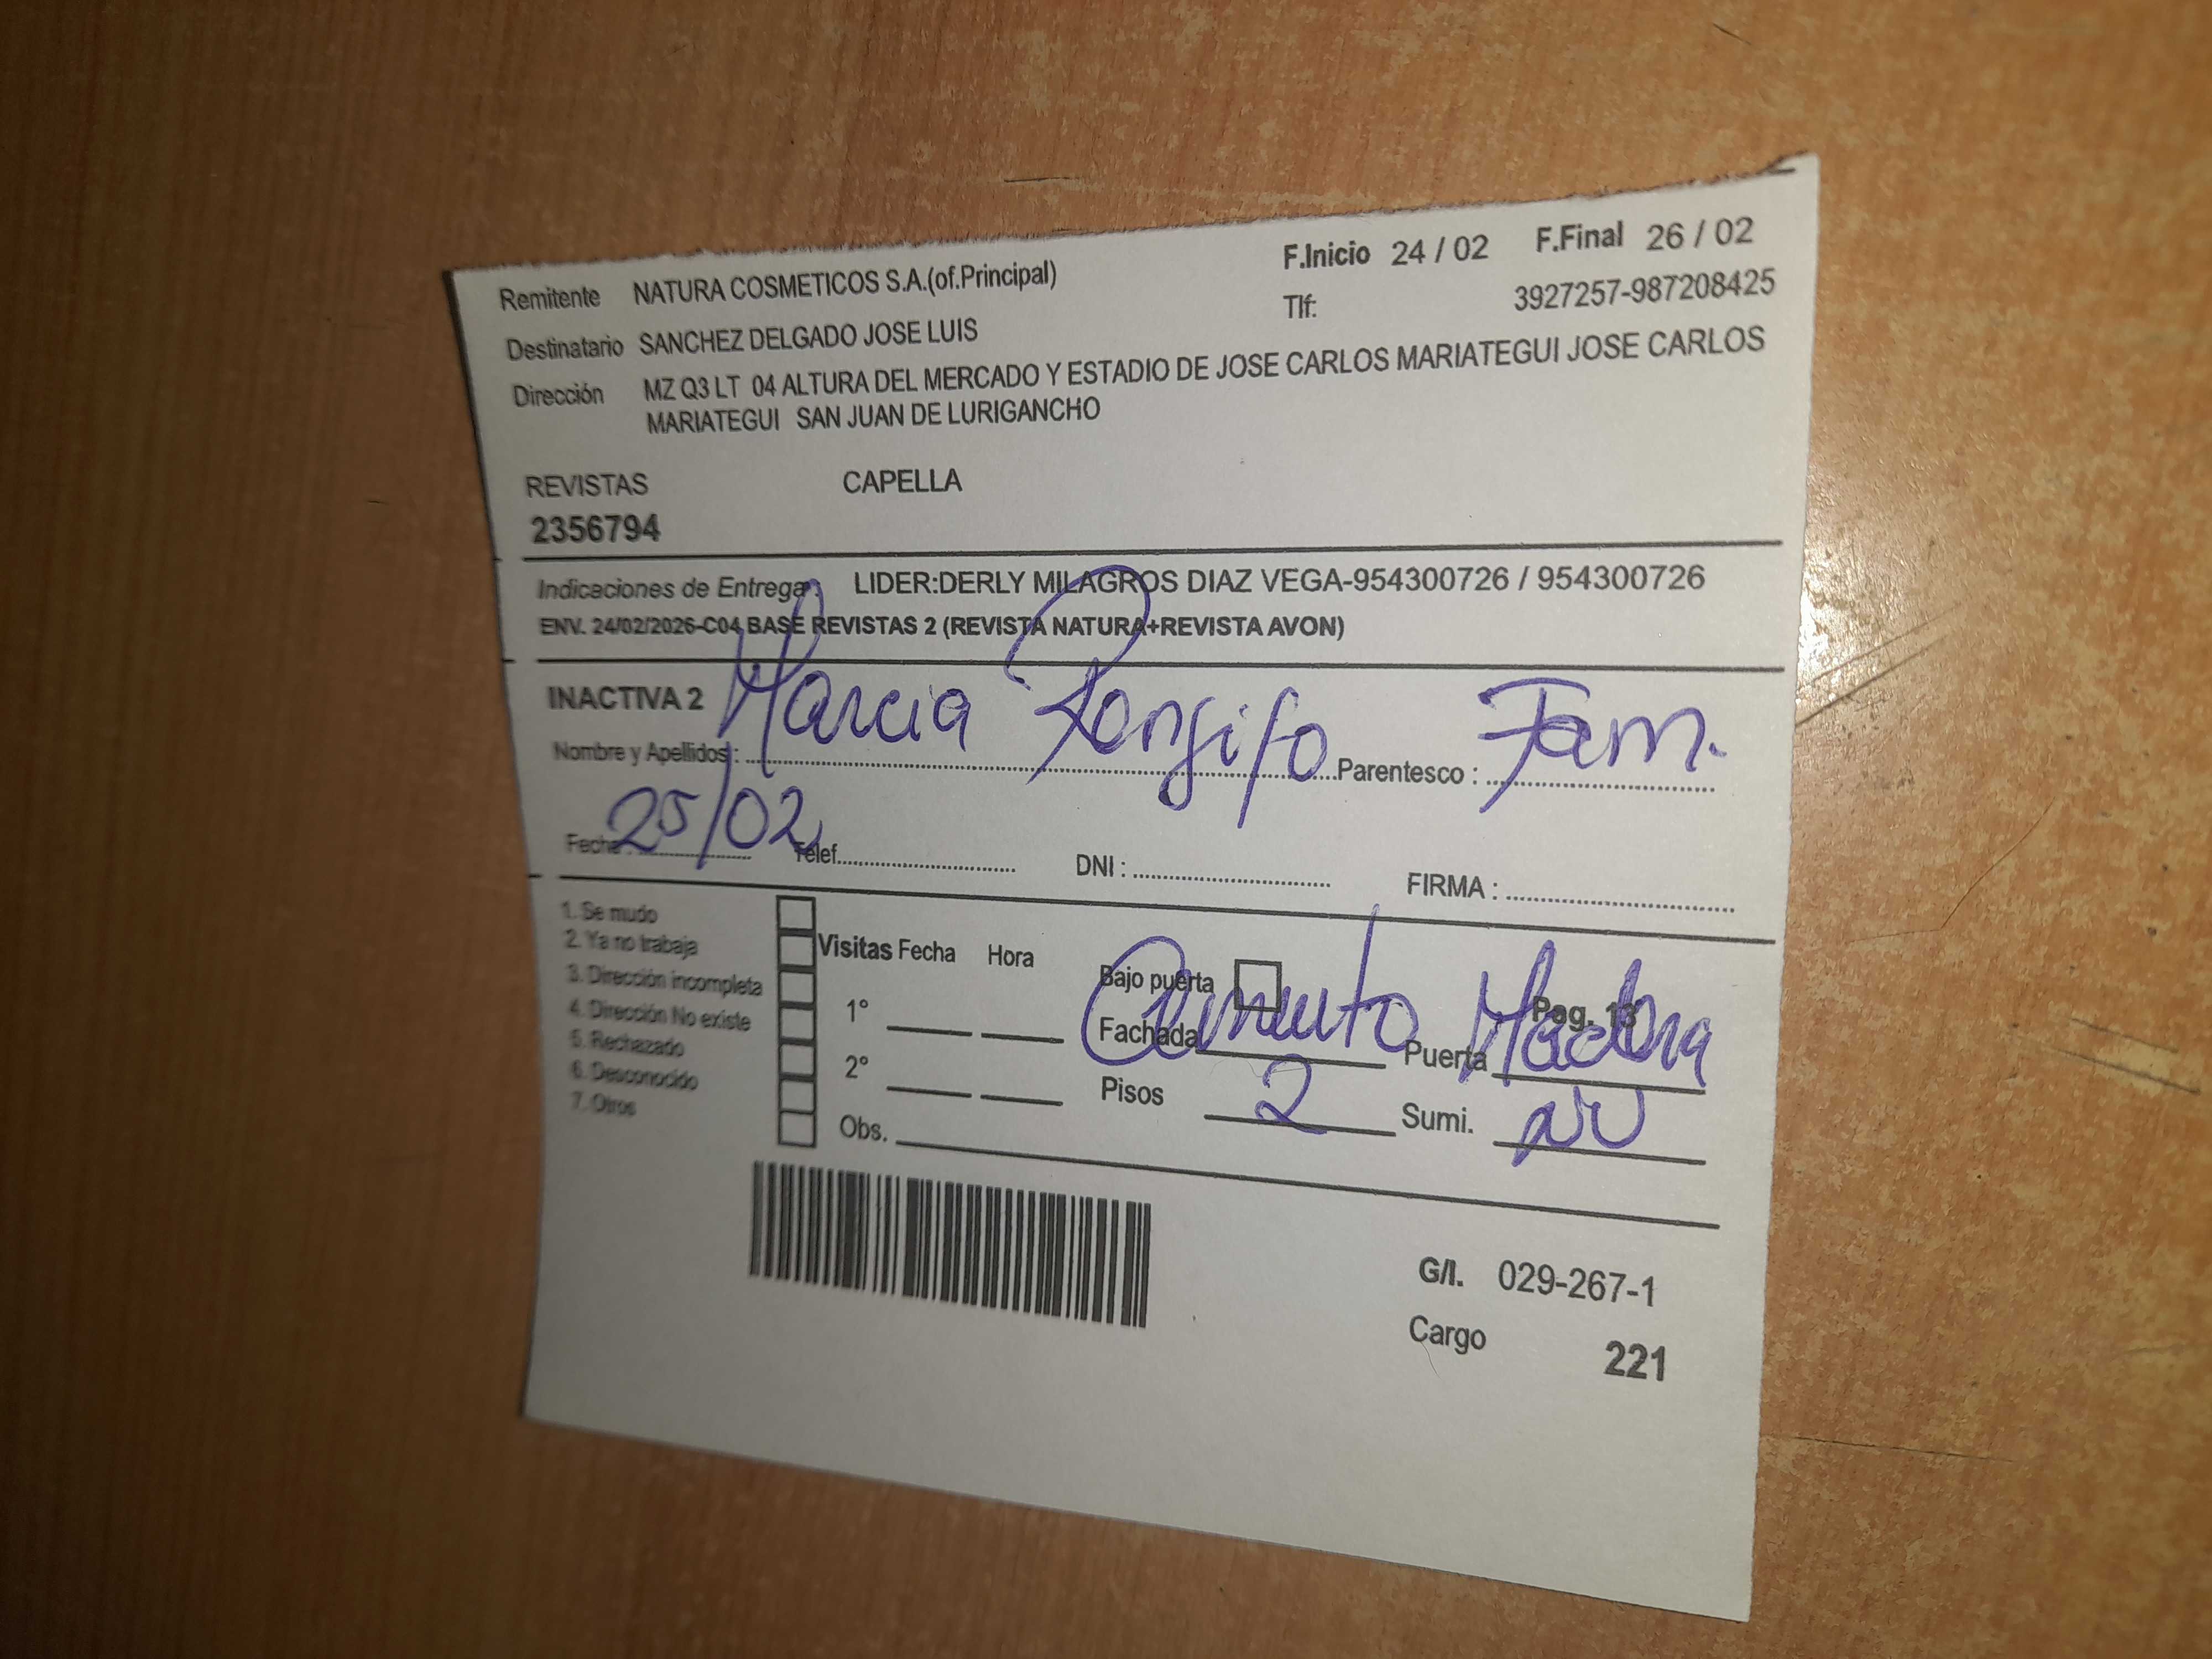 F.Inicio 24 / 02 F.Final 26 / 02
Remitente NATURA COSMETICOS S.A.(of.Principal) Tlf: 3927257-987208425
Destinatario SANCHEZ DELGADO JOSE LUIS
Dirección MZ Q3 LT 04 ALTURA DEL MERCADO Y ESTADIO DE JOSE CARLOS MARIATEGUI JOSE CARLOS
MARIATEGUI SAN JUAN DE LURIGANCHO
REVISTAS CAPELLA
2356794
Indicaciones de Entrega : LIDER:DERLY MILAGROS DIAZ VEGA-954300726 / 954300726
ENV. 24/02/2026-C04 BASE REVISTAS 2 (REVISTA NATURA+REVISTA AVON)
INACTIVA 2
Nombre y Apellidos : Marcia Rengifo Parentesco : Fam.
Fecha : 25/02 Telef. DNI : FIRMA :
1. Se mudo
2. Ya no trabaja
3. Dirección incompleta
4. Dirección No existe
5. Rechazado
6. Desconocido
7. Otros
Visitas Fecha Hora
1°
2°
Obs.
Bajo puerta Pag. 13
Fachada Cemento Puerta Madera
Pisos 2 Sumi.
G/I. 029-267-1
Cargo 221